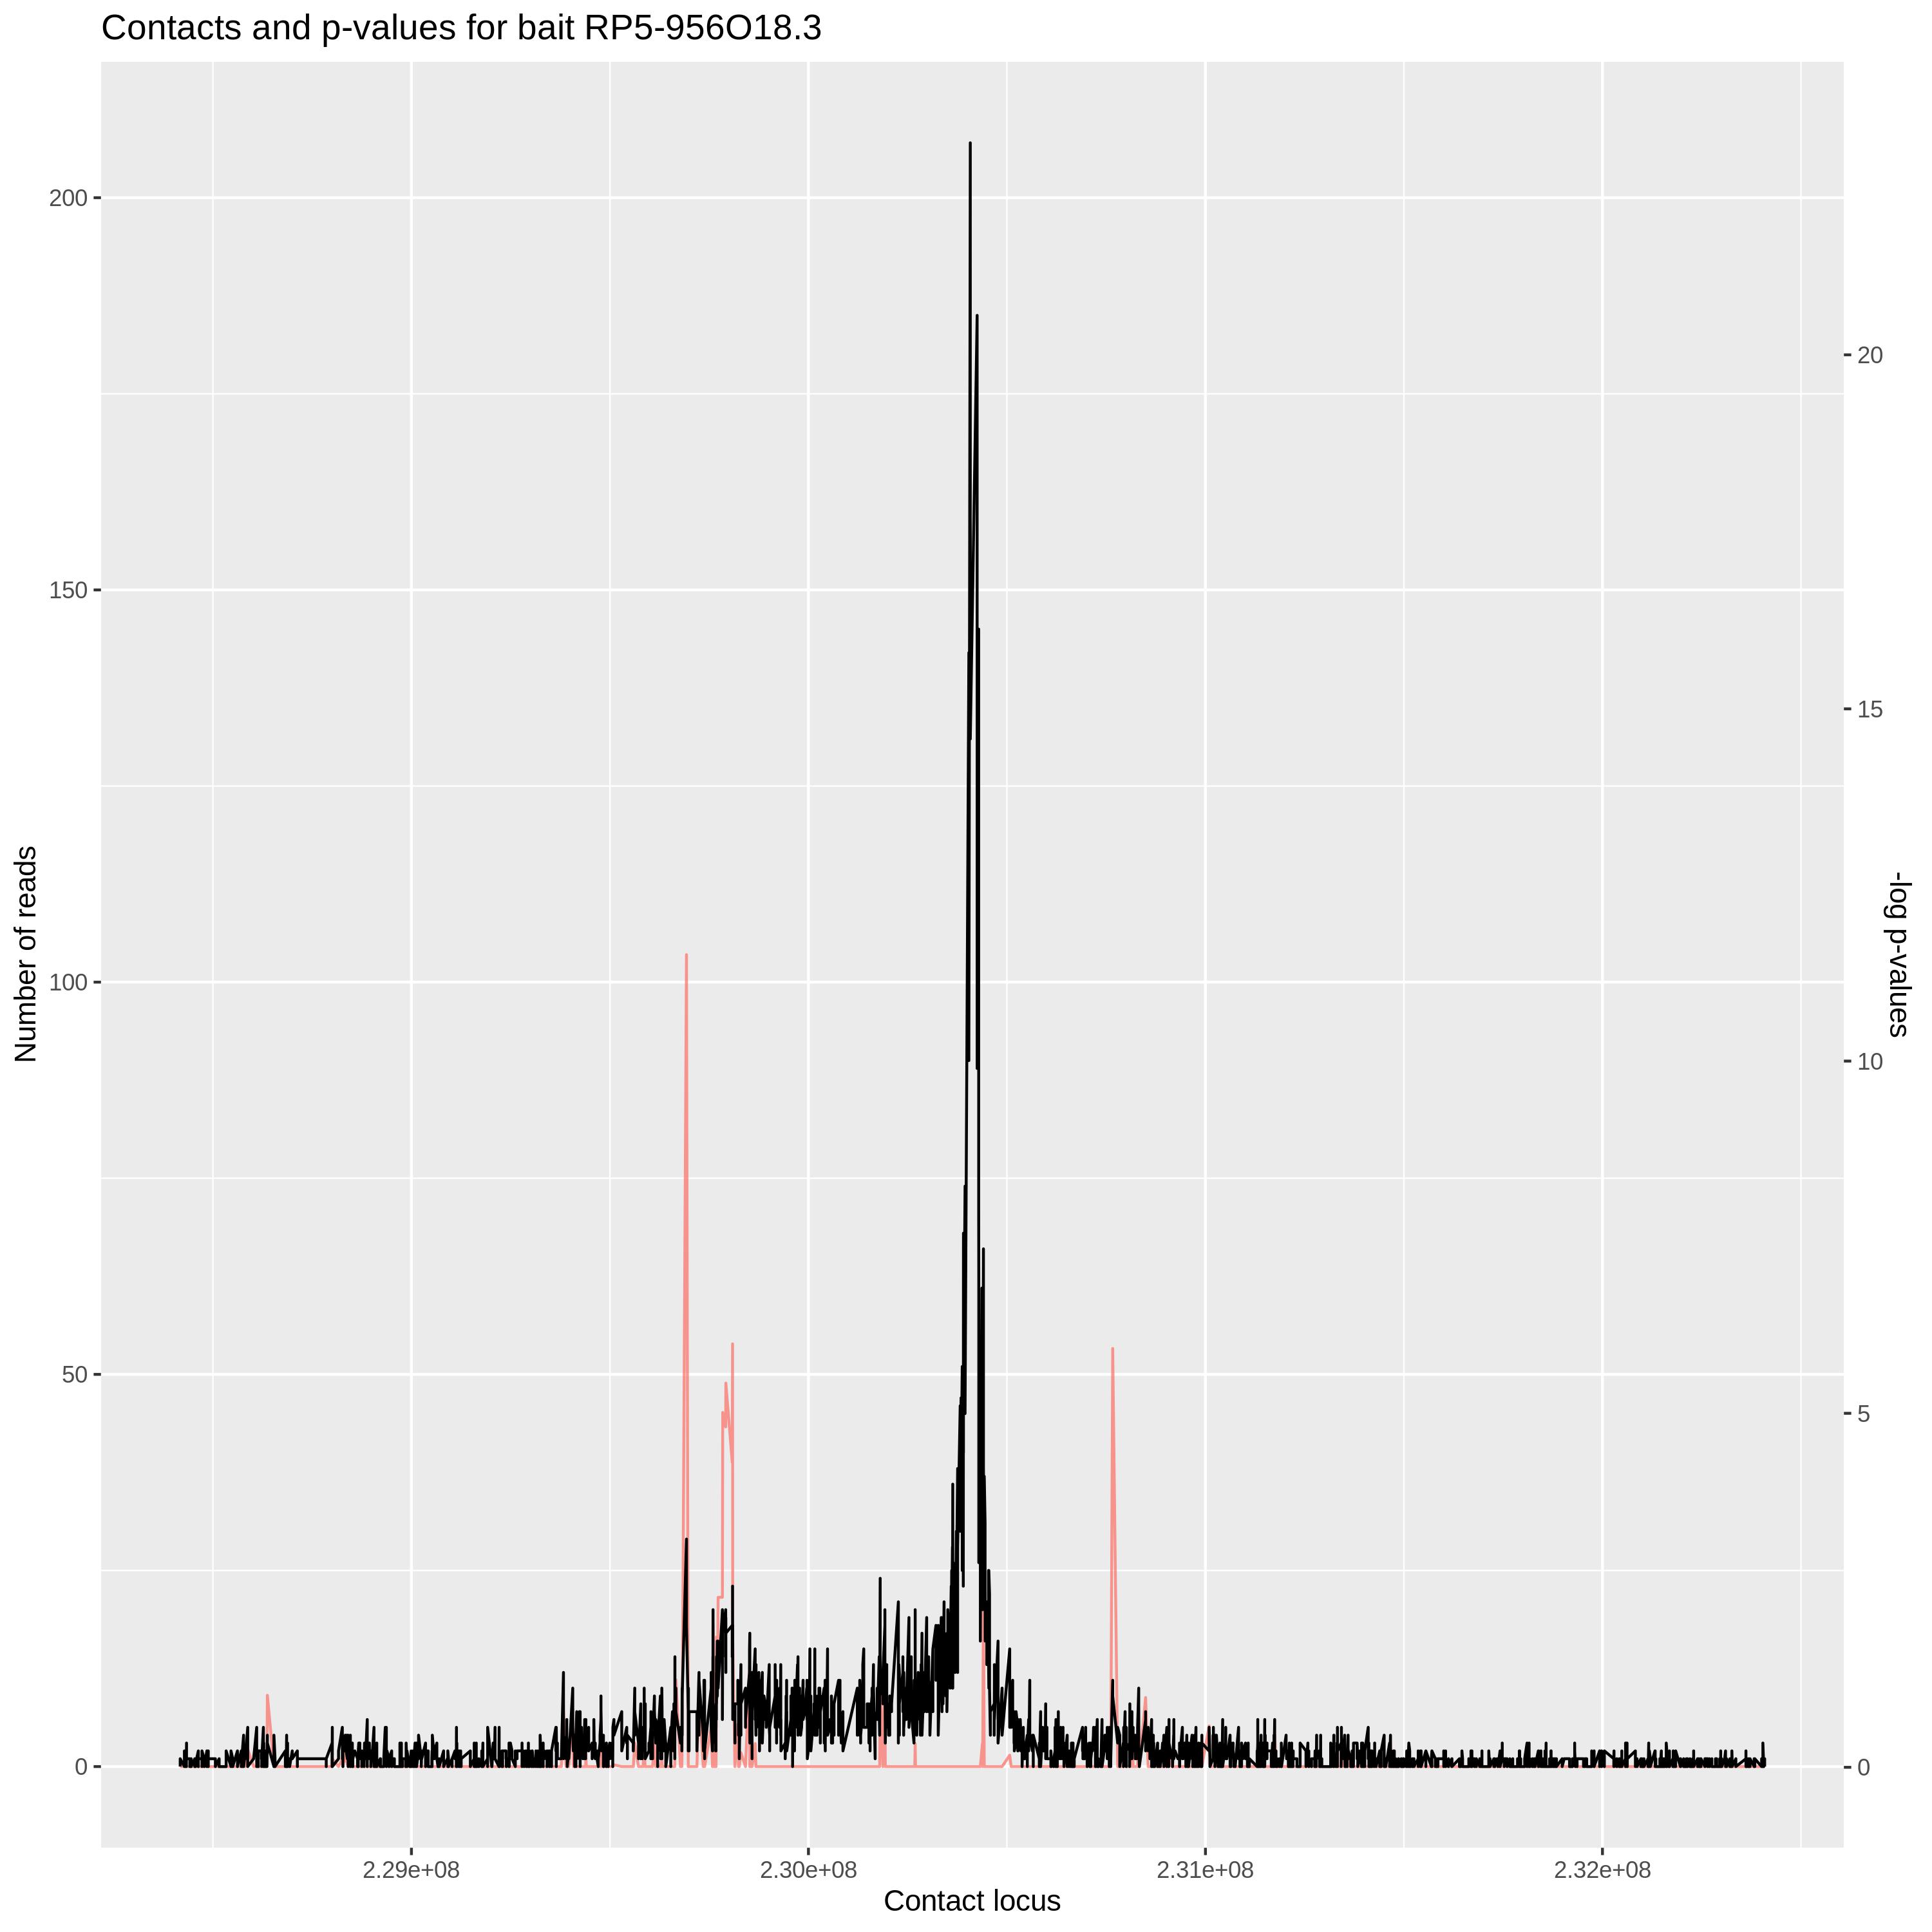 Contacts and p-values for bait RP5-956O18.3
200
150
100
50
0
Number of reads
20
15
10
5
0
-log p-values
2.29e+08
2.30e+08
2.31e+08
2.32e+08
Contact locus